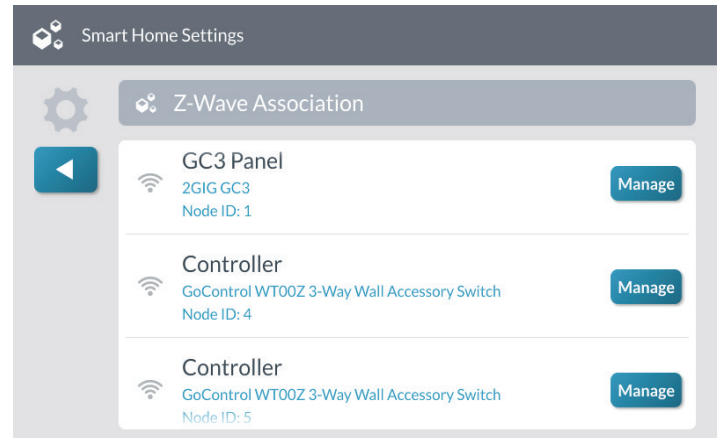 Smart Home Settings
Z-Wave Association
GC3 Panel
2GIG GC3
Node ID: 1
Manage
Controller
GoControl WT00Z 3-Way Wall Accessory Switch
Node ID: 4
Manage
Controller
GoControl WT00Z 3-Way Wall Accessory Switch
Node ID: 5
Manage